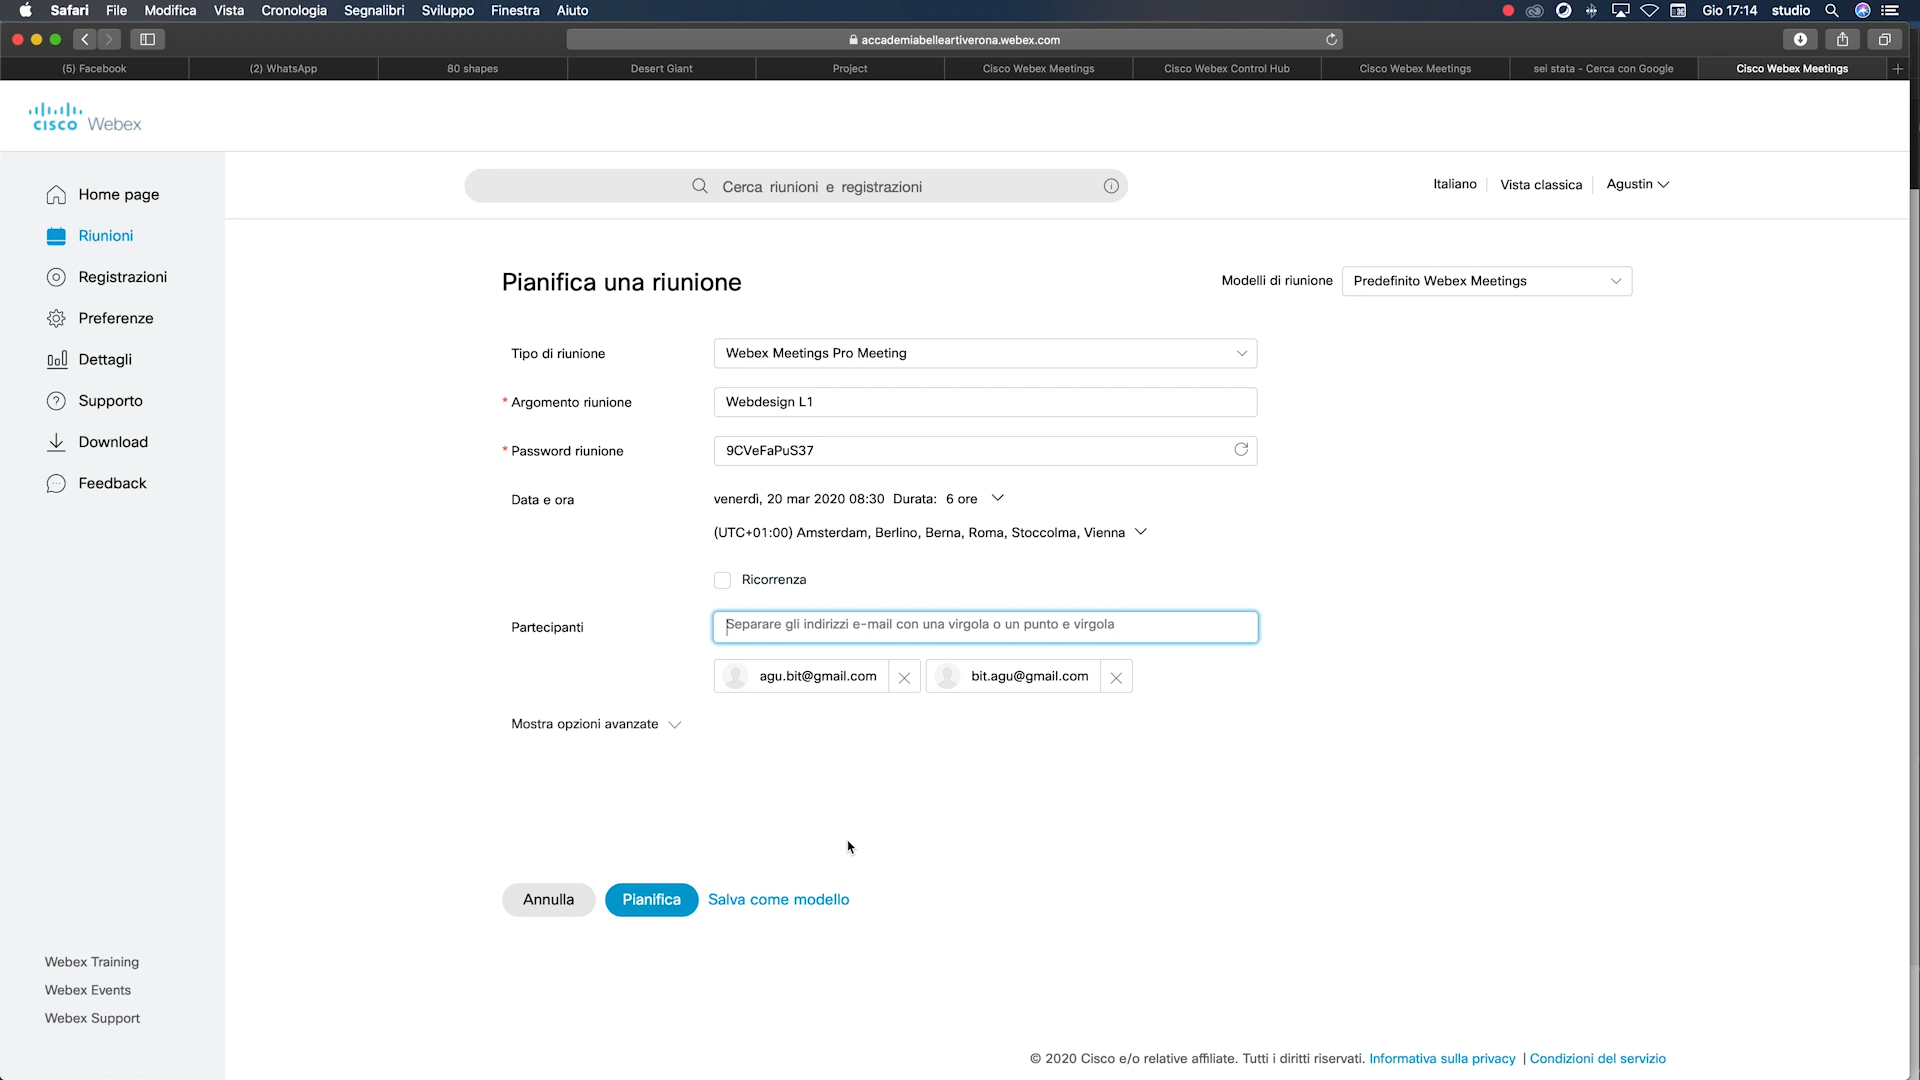 Safari File Modifica Vista Cronologia Segnalibri Sviluppo Finestra Aiuto Gio 17:14 studio
accademiabelleartiverona.webex.com
(5) Facebook (2) WhatsApp 80 shapes Desert Giant Project Cisco Webex Meetings Cisco Webex Control Hub Cisco Webex Meetings sei stata - Cerca con Google Cisco Webex Meetings
CISCO Webex
Cerca riunioni e registrazioni
Italiano Vista classica Agustin
Home page
Riunioni
Registrazioni
Preferenze
Dettagli
Supporto
Download
Feedback
Webex Training
Webex Events
Webex Support
Pianifica una riunione
Modelli di riunione Predefinito Webex Meetings
Tipo di riunione Webex Meetings Pro Meeting
* Argomento riunione Webdesign L1
* Password riunione 9CVeFaPuS37
Data e ora venerdì, 20 mar 2020 08:30 Durata: 6 ore
(UTC+01:00) Amsterdam, Berlino, Berna, Roma, Stoccolma, Vienna
Ricorrenza
Partecipanti Separare gli indirizzi e-mail con una virgola o un punto e virgola
agu.bit@gmail.com bit.agu@gmail.com
Mostra opzioni avanzate
Annulla Pianifica Salva come modello
© 2020 Cisco e/o relative affiliate. Tutti i diritti riservati. Informativa sulla privacy | Condizioni del servizio